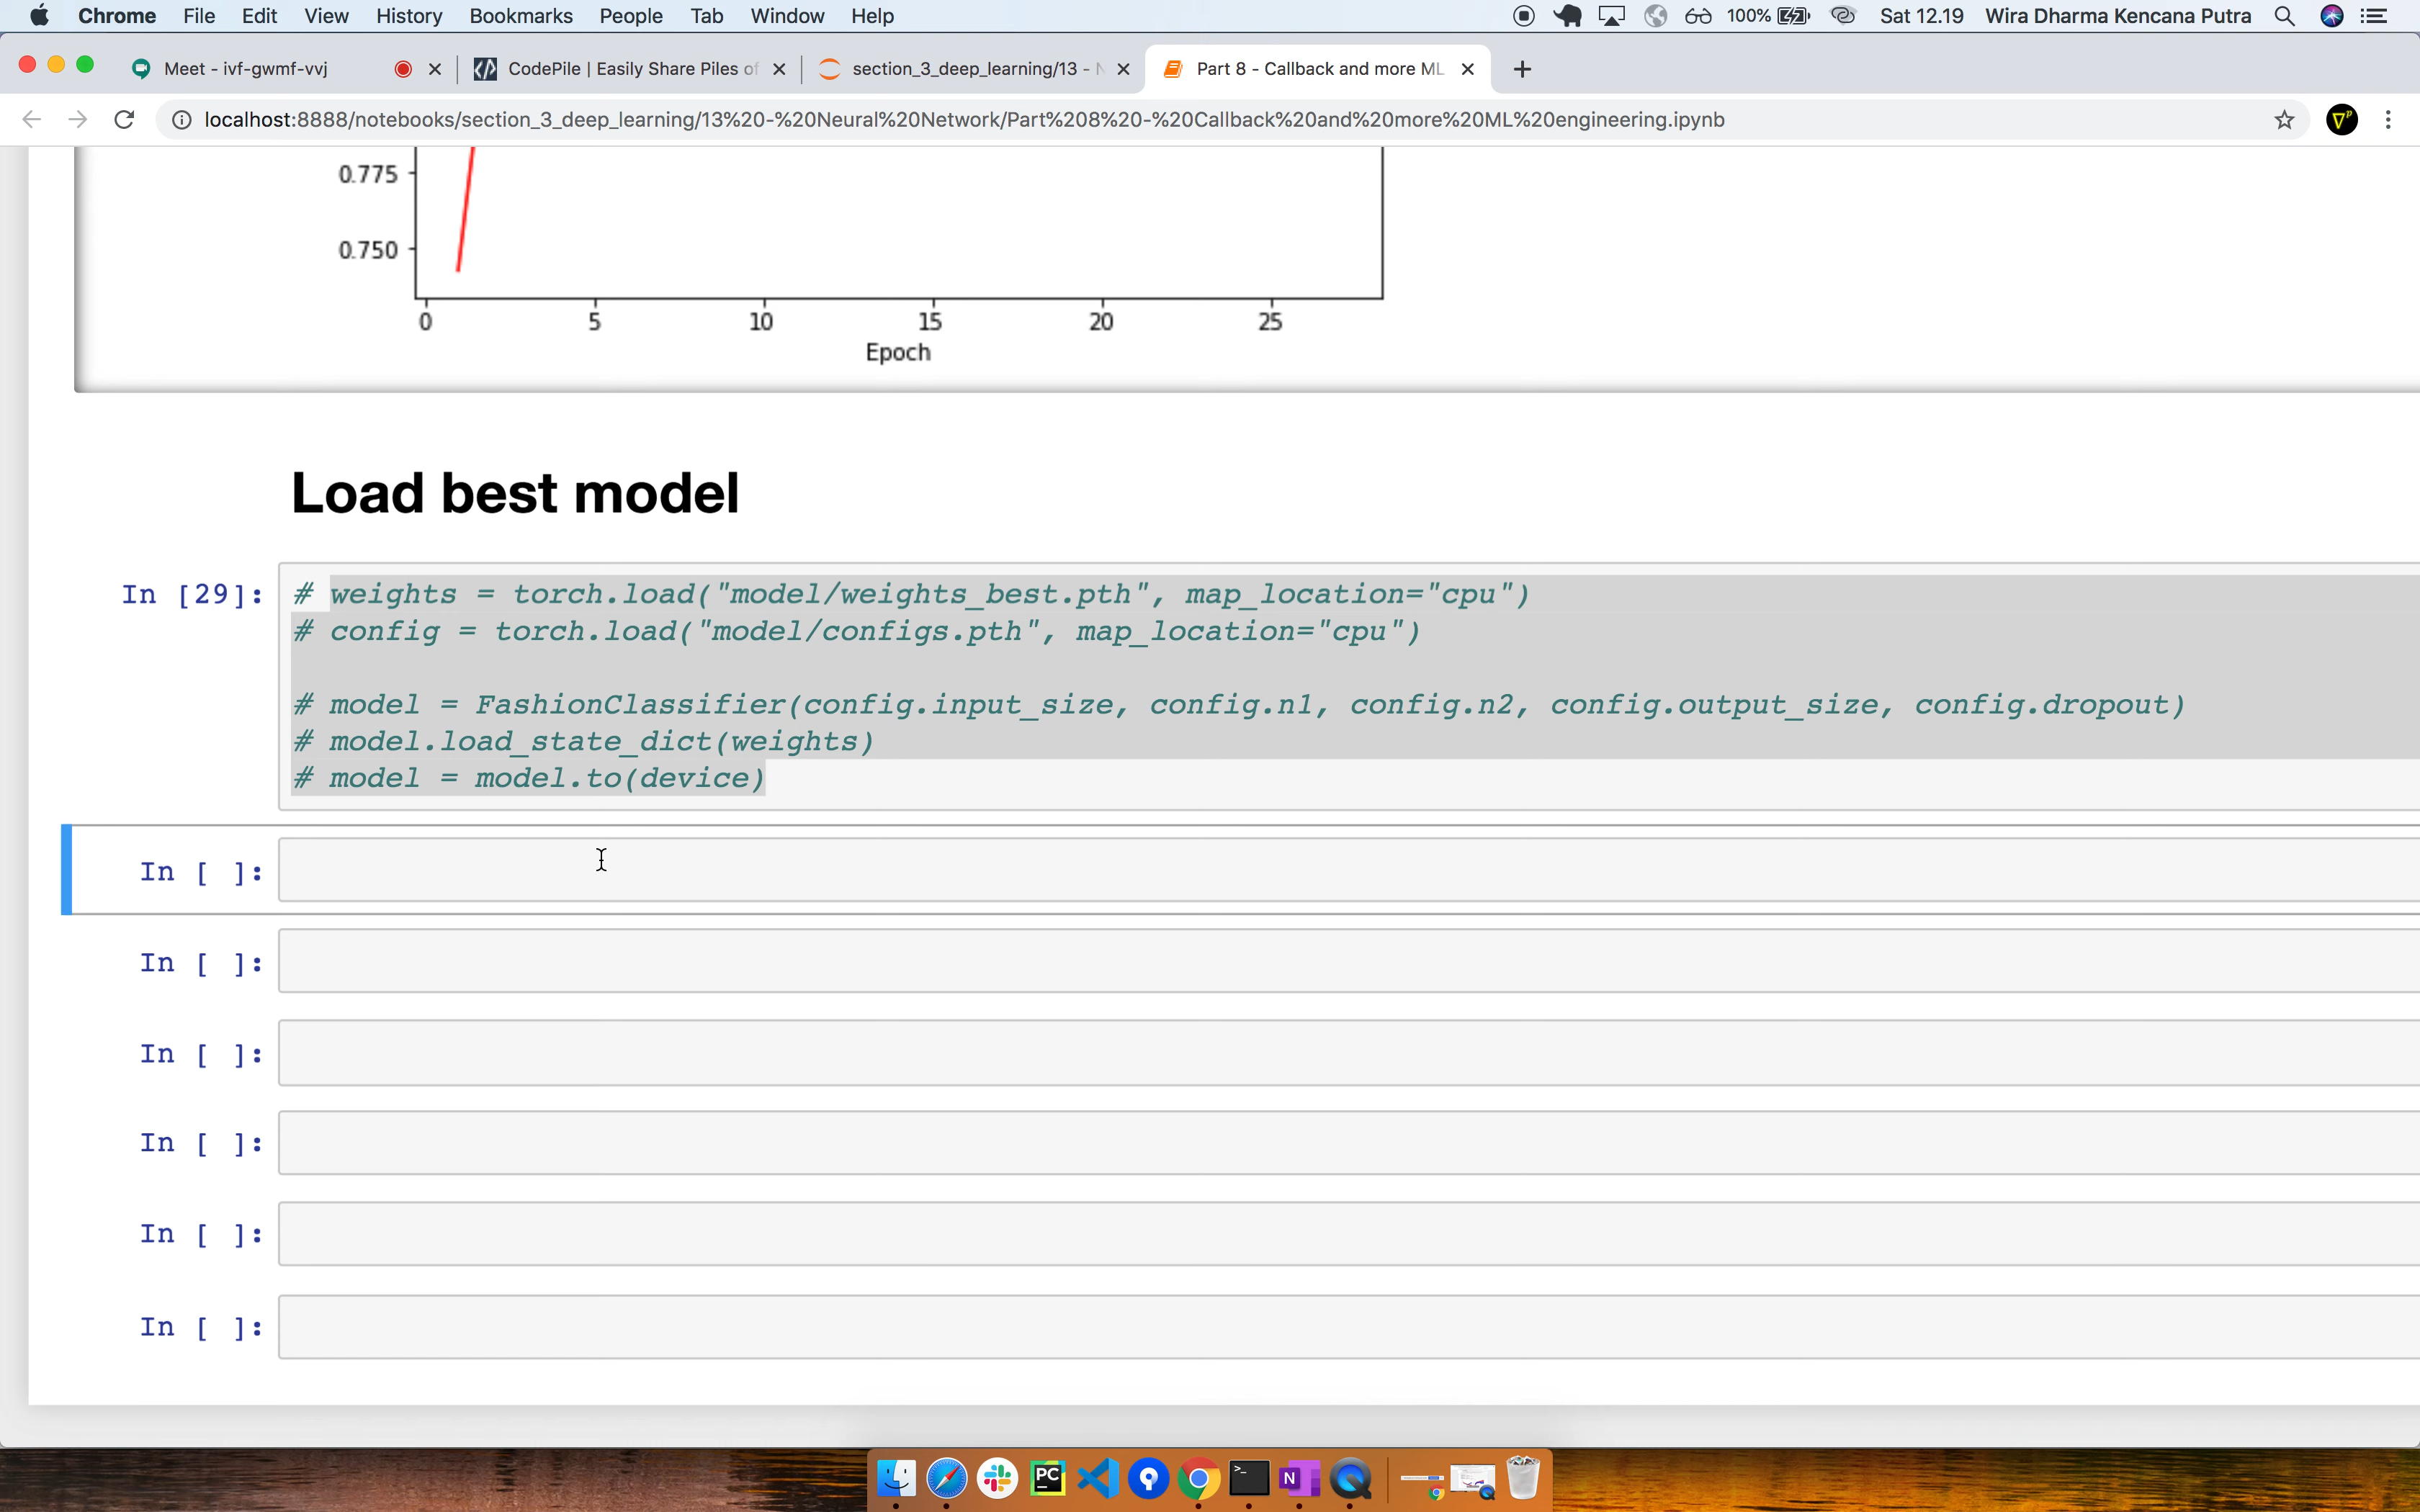 Chrome File Edit View History Bookmarks People Tab Window Help 100% Sat 12.19 Wira Dharma Kencana Putra
Meet - ivf-gwmf-vvj CodePile | Easily Share Piles of section_3_deep_learning/13 - N Part 8 - Callback and more ML
localhost:8888/notebooks/section_3_deep_learning/13%20-%20Neural%20Network/Part%208%20-%20Callback%20and%20more%20ML%20engineering.ipynb
0.775
0.750
0 5 10 15 20 25
Epoch
Load best model
In [29]: # weights = torch.load("model/weights_best.pth", map_location="cpu")
# config = torch.load("model/configs.pth", map_location="cpu")
# model = FashionClassifier(config.input_size, config.n1, config.n2, config.output_size, config.dropout)
# model.load_state_dict(weights)
# model = model.to(device)
In [ ]:
In [ ]:
In [ ]:
In [ ]:
In [ ]:
In [ ]:
PC >_ N